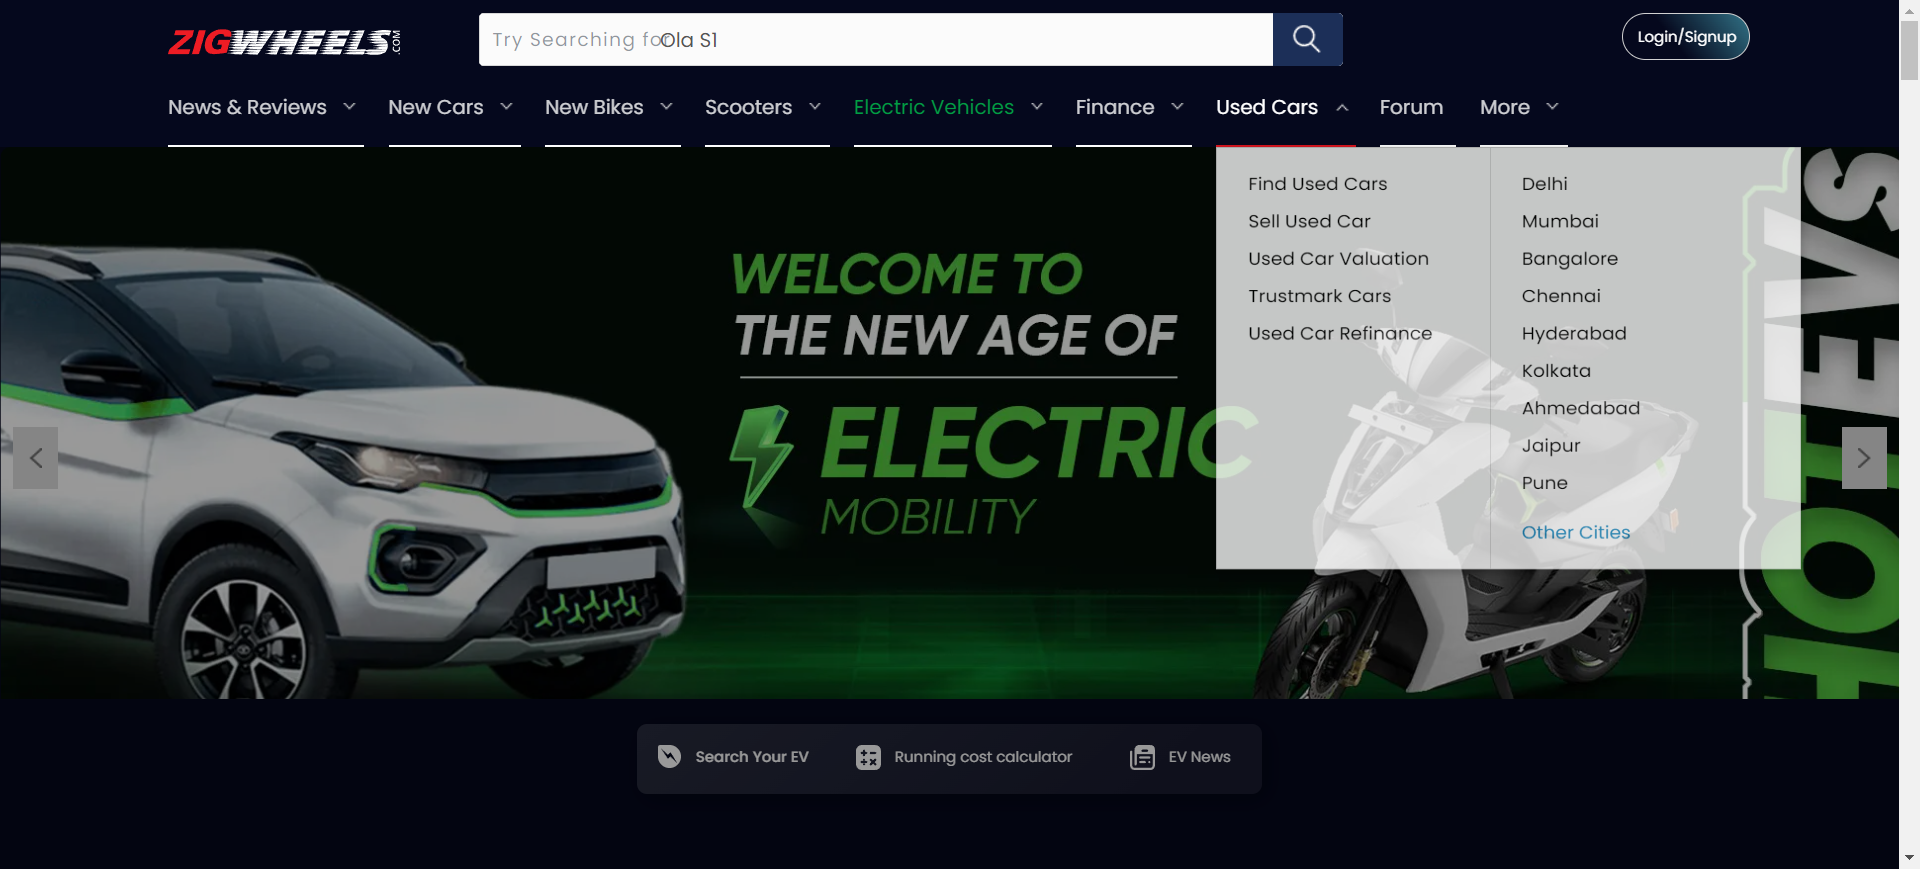 ZIGWHEELS.COM
Try Searching for Ola S1
Login/Signup
News & Reviews
New Cars
New Bikes
Scooters
Electric Vehicles
Finance
Used Cars
Forum
More
Find Used Cars
Sell Used Car
Used Car Valuation
Trustmark Cars
Used Car Refinance
Delhi
Mumbai
Bangalore
Chennai
Hyderabad
Kolkata
Ahmedabad
Jaipur
Pune
Other Cities
WELCOME TO
THE NEW AGE OF
ELECTRIC
MOBILITY
HOT EVS
Search Your EV
Running cost calculator
EV News